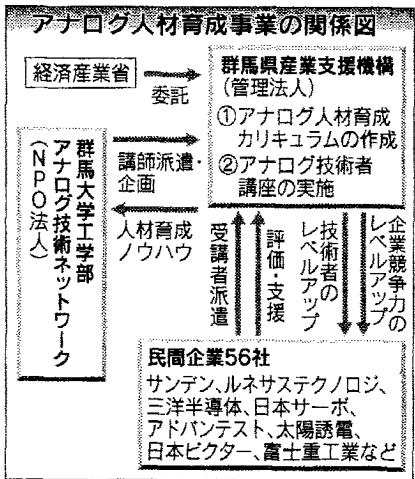 アナログ人材育成事業の関係図
経済産業省
委託
群馬県産業支援機構
(管理法人)
①アナログ人材育成
カリキュラムの作成
②アナログ技術者
講座の実施
群馬大学工学部
アナログ技術ネットワーク
(NPO法人)
講師派遣・
企画
人材育成
ノウハウ
受講者派遣
評価・支援
技術者の
レベルアップ
企業競争力の
レベルアップ
民間企業56社
サンデン、ルネサステクノロジ、
三洋半導体、日本サーボ、
アドバンテスト、太陽誘電、
日本ビクター、富士重工業など